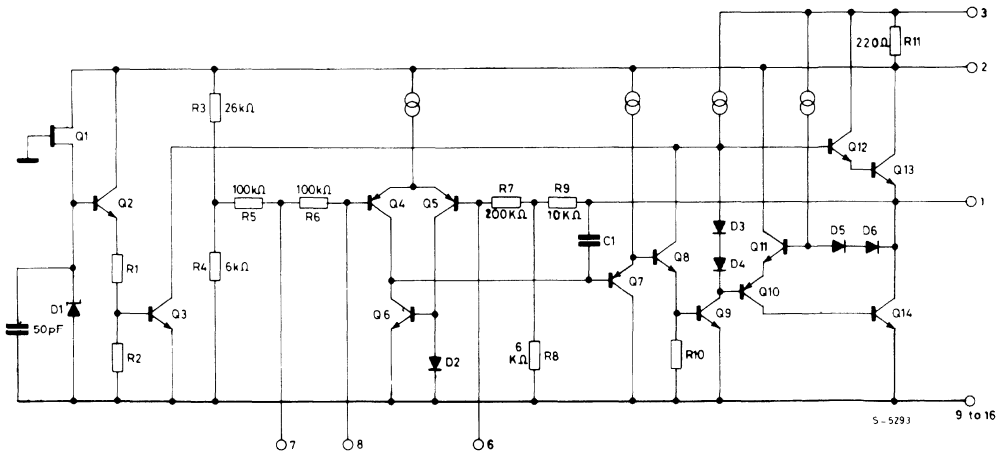 3
220Ω
R11
2
R3
26kΩ
Q1
Q12
Q13
Q2
100kΩ
100kΩ
R5
R6
Q4
Q5
R7
200KΩ
R9
10KΩ
1
D3
D5
D6
C1
Q8
Q11
R1
R4
6kΩ
D4
Q7
Q10
D1
50pF
Q3
Q6
Q9
Q14
R2
D2
6
KΩ
R8
R10
S-5293
9 to 16
7
8
6